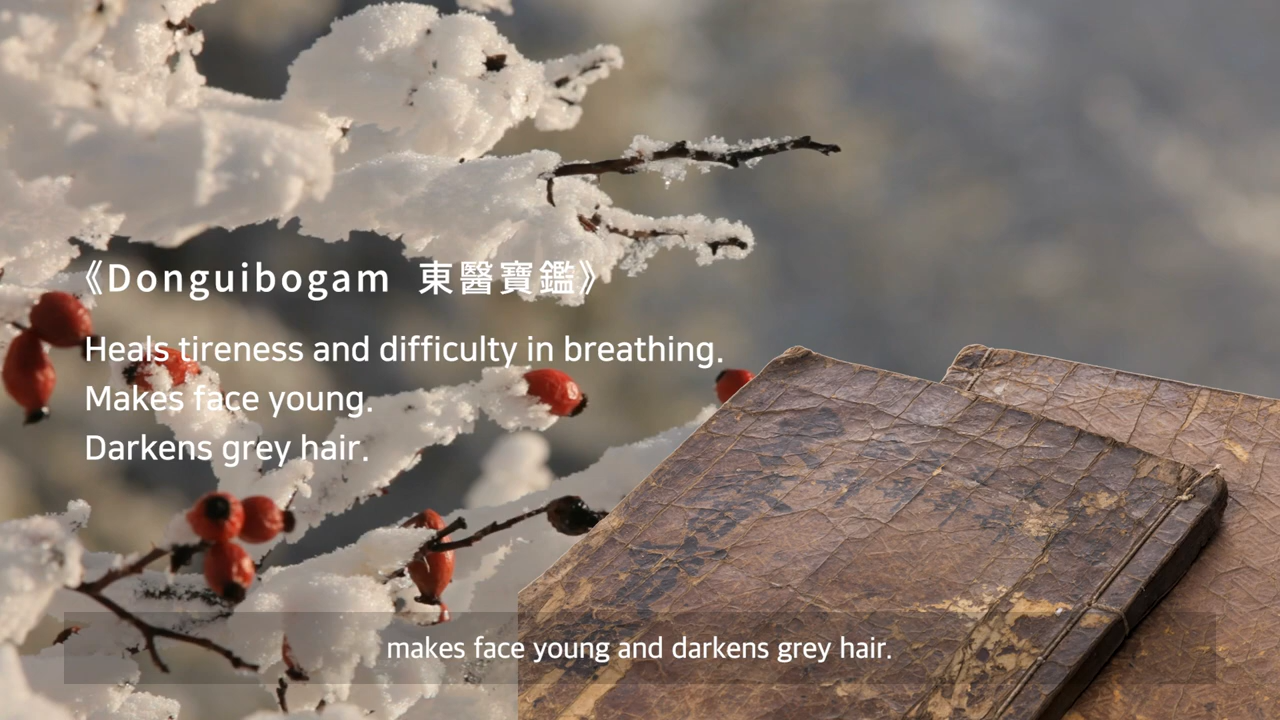 《Donguibogam 東醫寶鑑》
Heals tireness and difficulty in breathing.
Makes face young.
Darkens grey hair.
makes face young and darkens grey hair.